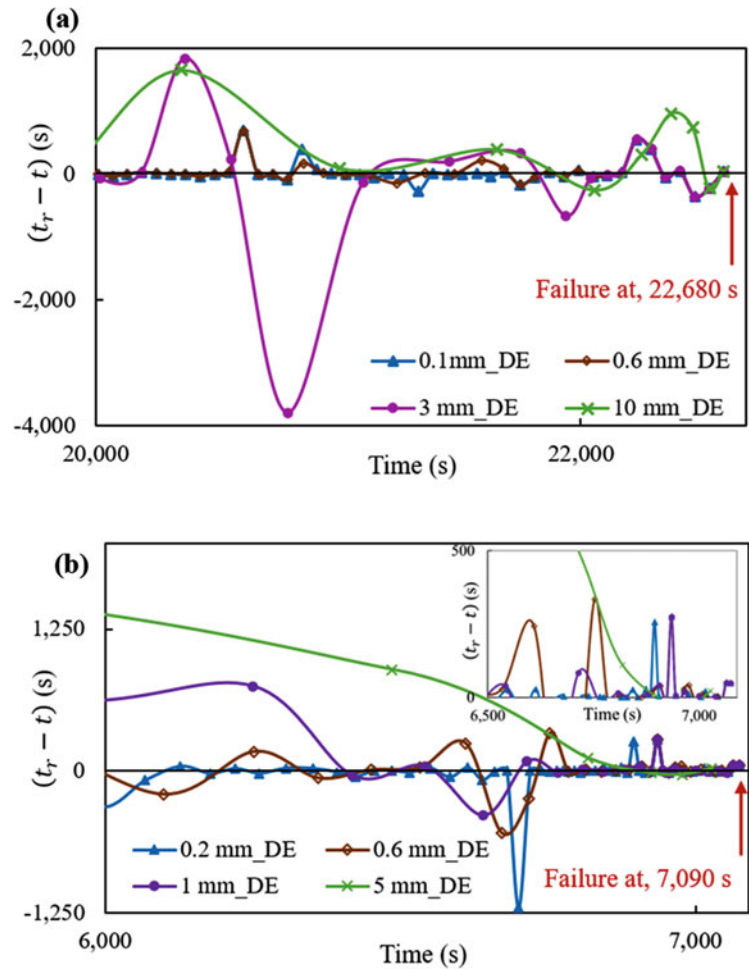 (a)
2,000
0
-2,000
-4,000
(t_r − t) (s)
Failure at, 22,680 s
0.1mm_DE 0.6 mm_DE
3 mm_DE 10 mm_DE
20,000 22,000
Time (s)
(b)
1,250
0
-1,250
(t_r − t) (s)
500
(t_r − t) (s)
0
6,500 Time (s) 7,000
0.2 mm_DE 0.6 mm_DE
1 mm_DE 5 mm_DE
Failure at, 7,090 s
6,000 7,000
Time (s)